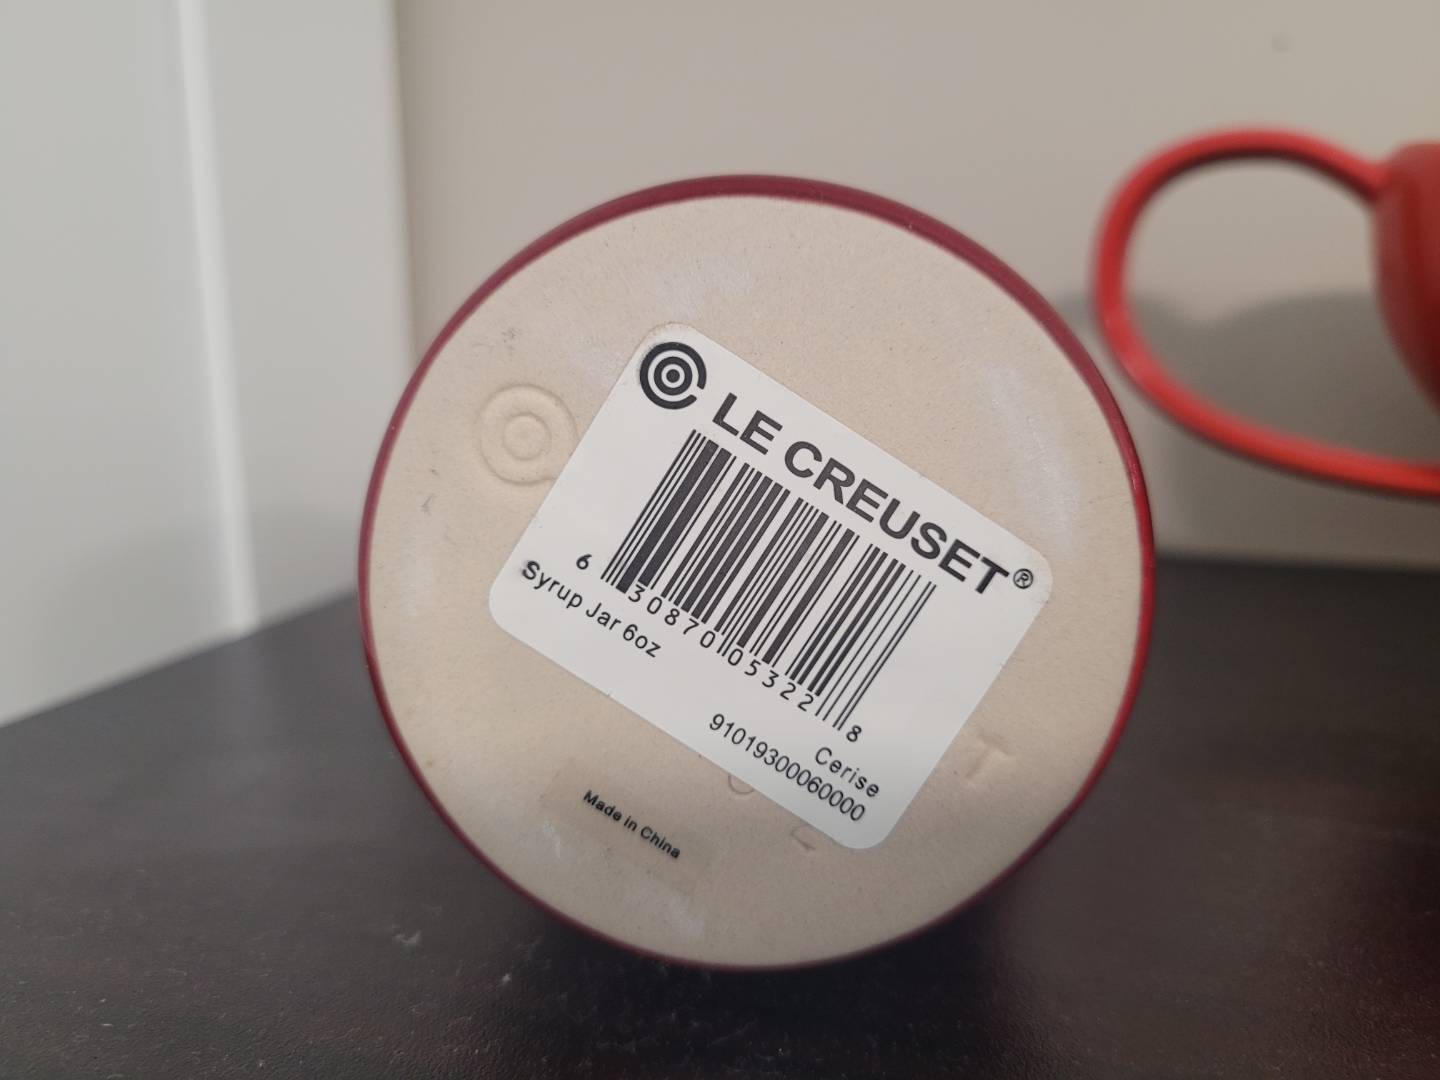 LE CREUSET®
6 30870 05322 8
Syrup Jar 6oz
Cerise
91019300060000
Made in China
T